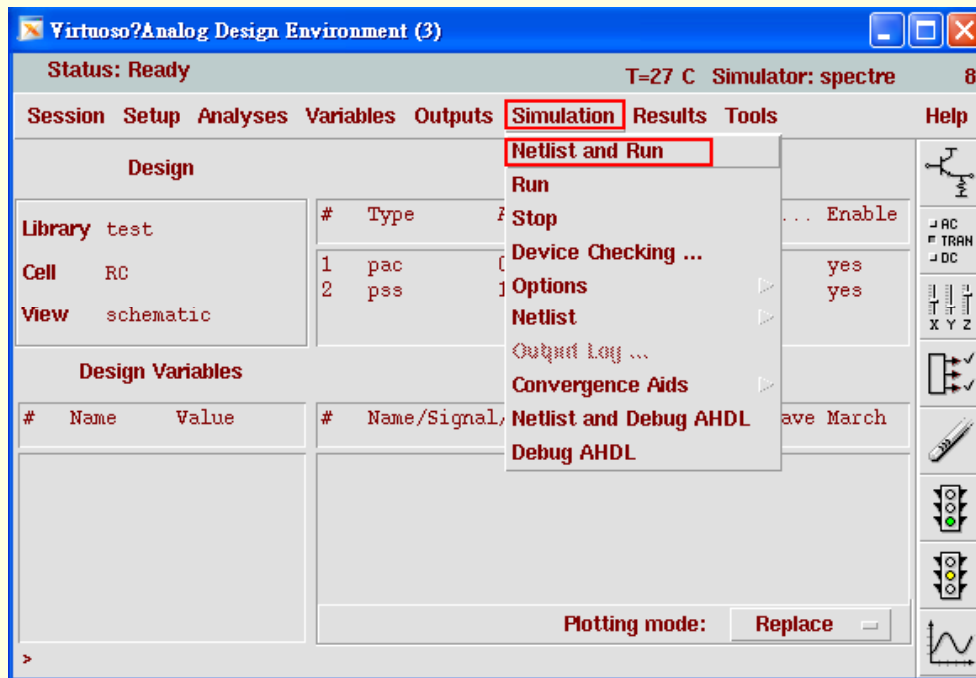 Virtuoso?Analog Design Environment (3)
Status: Ready T=27 C Simulator: spectre 8
Session Setup Analyses Variables Outputs Simulation Results Tools Help
Netlist and Run
Run
Stop
Device Checking ...
Options
Netlist
Output Log ...
Convergence Aids
Netlist and Debug AHDL
Debug AHDL
Design
Library test
Cell RC
View schematic
# Type ... Enable
1 pac yes
2 pss 1 yes
Design Variables
# Name Value
# Name/Signal/ ave March
Plotting mode: Replace
>
AC
TRAN
DC
X Y Z